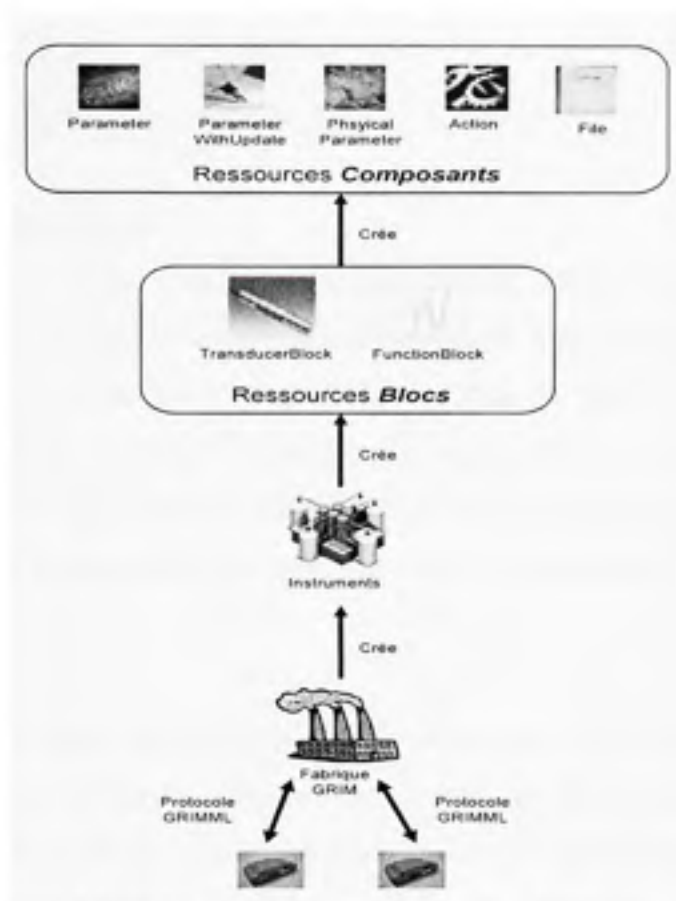 Parameter
Parameter
WithUpdate
Phsyical
Parameter
Action
File
Ressources Composants
Crée
TransducerBlock
FunctionBlock
Ressources Blocs
Crée
Instruments
Crée
Fabrique
GRIM
Protocole
GRIMML
Protocole
GRIMML